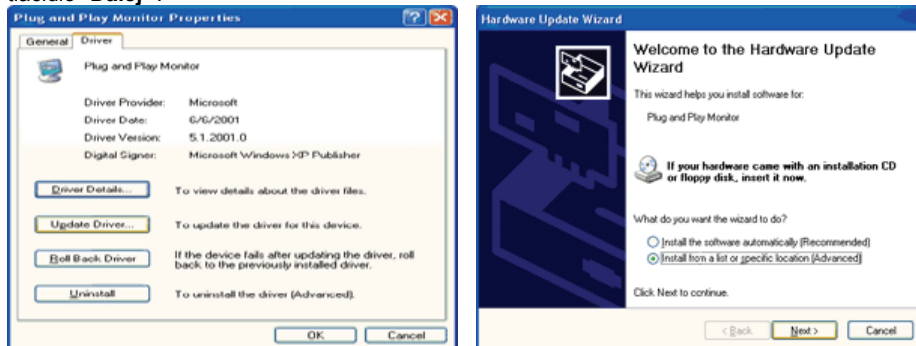 Plug and Play Monitor Properties
General
Driver
Plug and Play Monitor
Driver Provider: Microsoft
Driver Date: 6/6/2001
Driver Version: 5.1.2001.0
Digital Signer: Microsoft Windows XP Publisher
Driver Details... To view details about the driver files.
Update Driver... To update the driver for this device.
Roll Back Driver If the device fails after updating the driver, roll
back to the previously installed driver.
Uninstall To uninstall the driver (Advanced).
OK Cancel
Hardware Update Wizard
Welcome to the Hardware Update
Wizard
This wizard helps you install software for:
Plug and Play Monitor
If your hardware came with an installation CD
or floppy disk, insert it now.
What do you want the wizard to do?
Install the software automatically (Recommended)
Install from a list or specific location (Advanced)
Click Next to continue.
< Back Next > Cancel